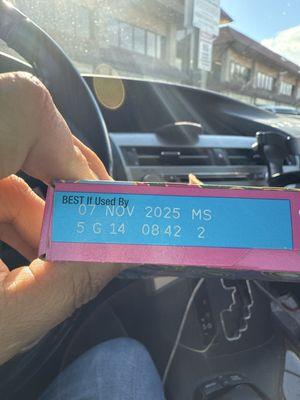 BEST If Used By
07 NOV 2025 MS
5 G 14 08:42 2